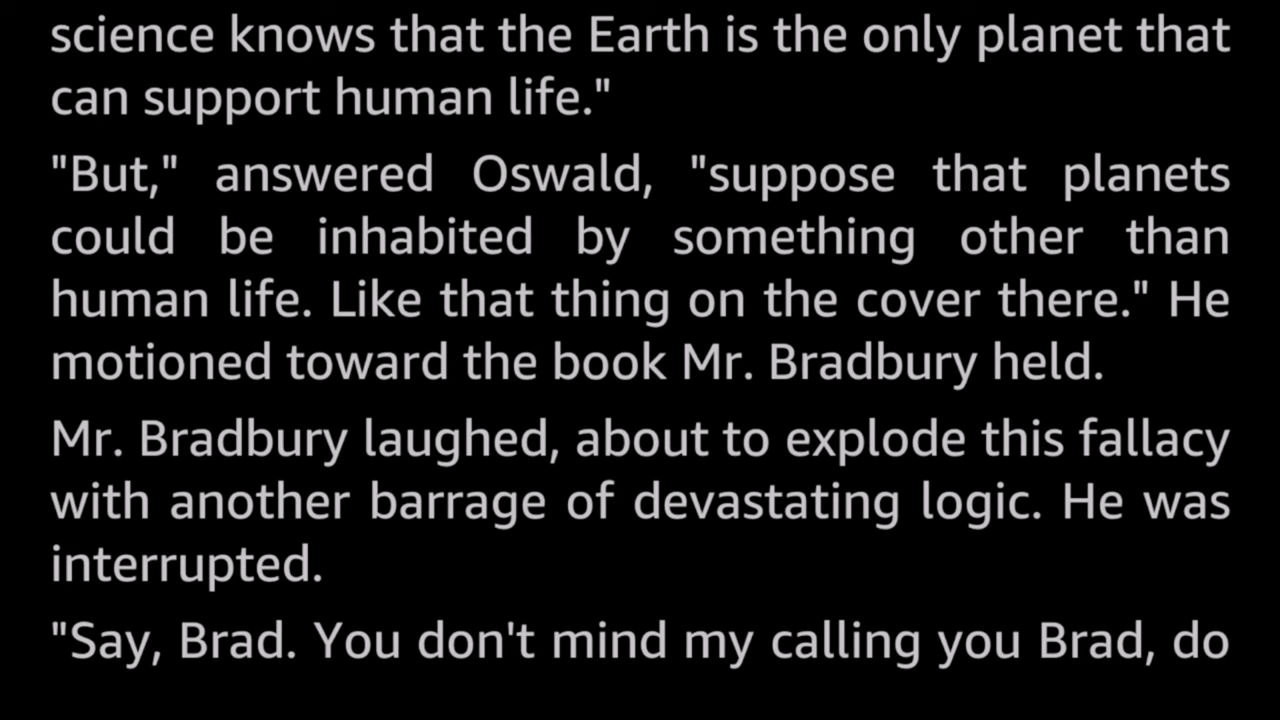 science knows that the Earth is the only planet that
can support human life."
"But," answered Oswald, "suppose that planets
could be inhabited by something other than
human life. Like that thing on the cover there." He
motioned toward the book Mr. Bradbury held.
Mr. Bradbury laughed, about to explode this fallacy
with another barrage of devastating logic. He was
interrupted.
"Say, Brad. You don't mind my calling you Brad, do